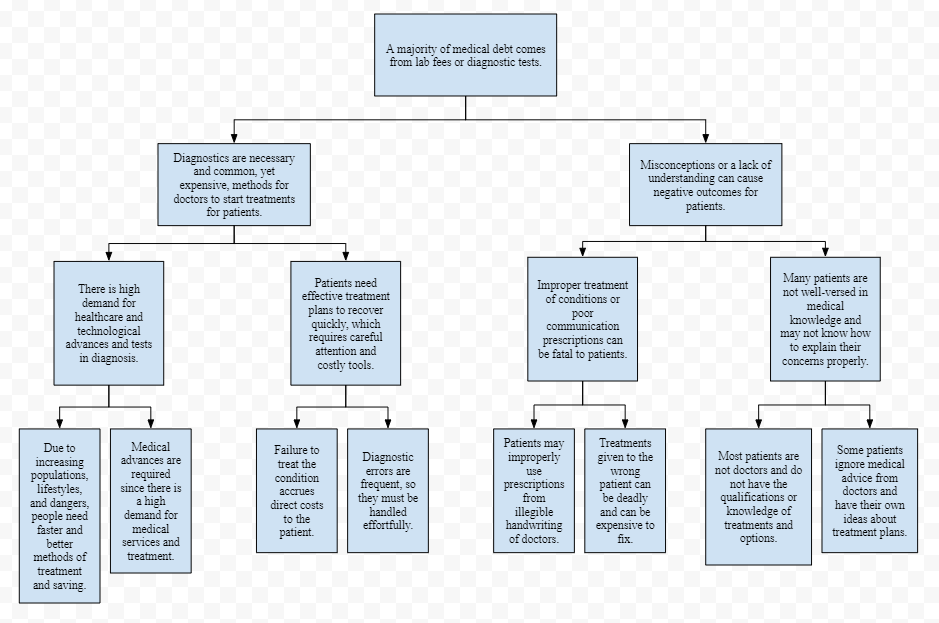 A majority of medical debt comes
from lab fees or diagnostic tests.
Diagnostics are necessary
and common, yet
expensive, methods for
doctors to start treatments
for patients.
Misconceptions or a lack of
understanding can cause
negative outcomes for
patients.
There is high
demand for
healthcare and
technological
advances and tests
in diagnosis.
Patients need
effective treatment
plans to recover
quickly, which
requires careful
attention and
costly tools.
Improper treatment
of conditions or
poor
communication
prescriptions can
be fatal to patients.
Many patients are
not well-versed in
medical
knowledge and
may not know how
to explain their
concerns properly.
Due to
increasing
populations,
lifestyles,
and dangers,
people need
faster and
better
methods of
treatment
and saving.
Medical
advances are
required
since there is
a high
demand for
medical
services and
treatment.
Failure to
treat the
condition
accrues
direct costs
to the
patient.
Diagnostic
errors are
frequent, so
they must be
handled
effortfully.
Patients may
improperly
use
prescriptions
from
illegible
handwriting
of doctors.
Treatments
given to the
wrong
patient can
be deadly
and can be
expensive to
fix.
Most patients are
not doctors and do
not have the
qualifications or
knowledge of
treatments and
options.
Some patients
ignore medical
advice from
doctors and
have their own
ideas about
treatment plans.